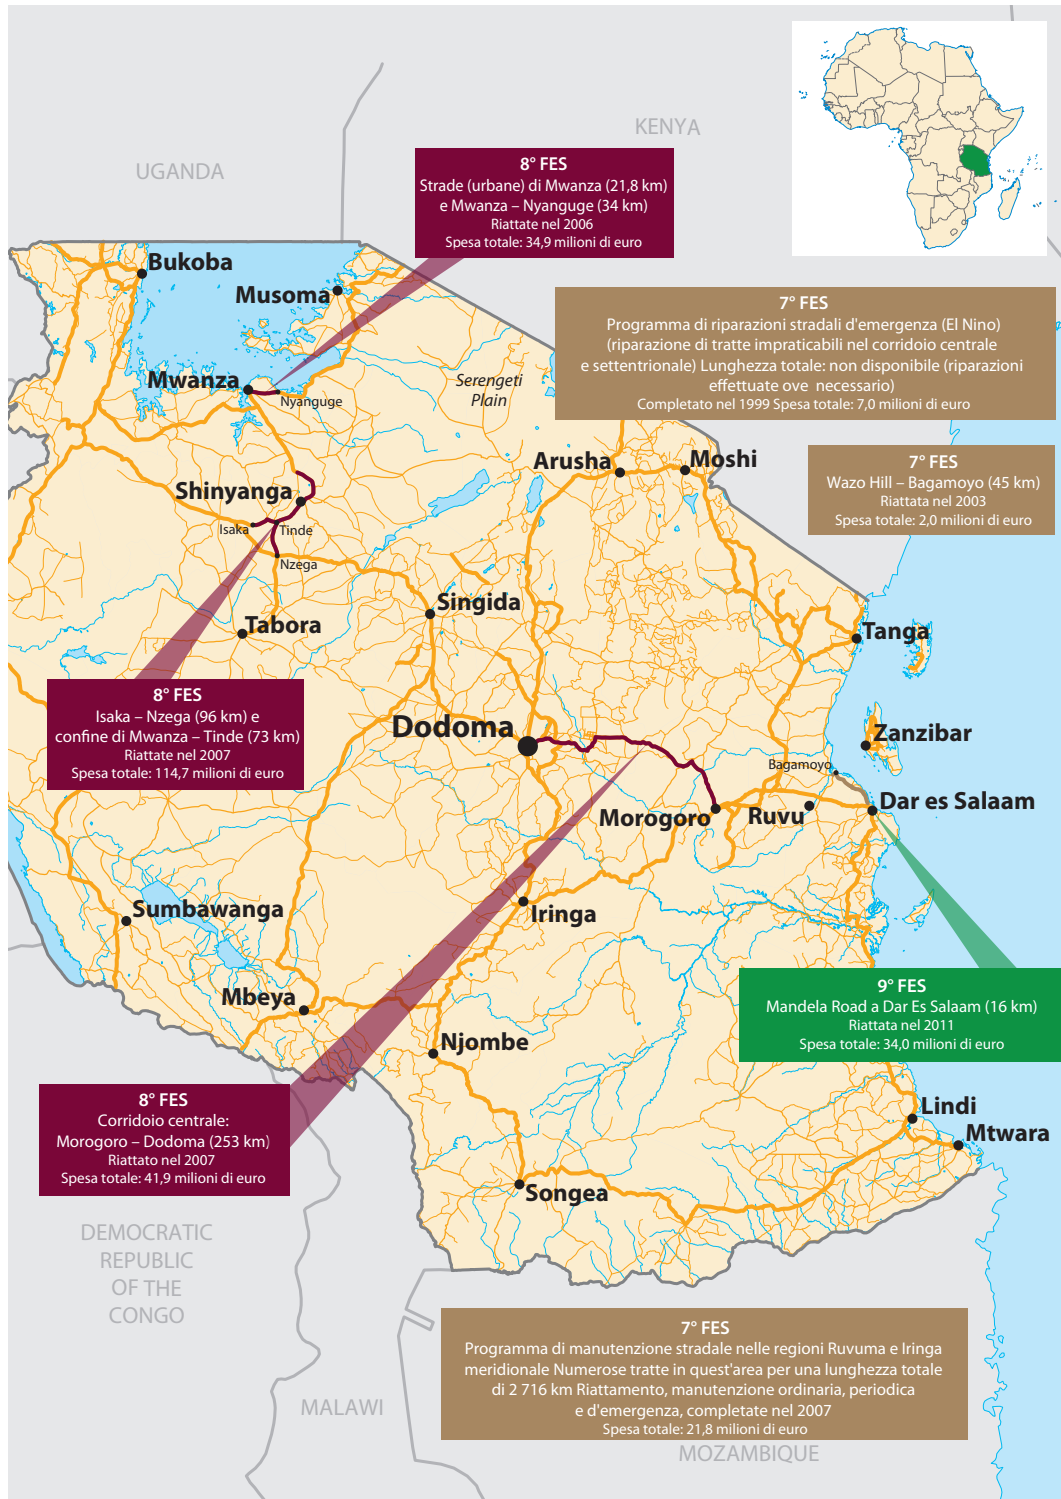 KENYA
UGANDA
8° FES
Strade (urbane) di Mwanza (21,8 km)
e Mwanza – Nyanguge (34 km)
Riattate nel 2006
Spesa totale: 34,9 milioni di euro
Bukoba
Musoma
7° FES
Programma di riparazioni stradali d'emergenza (El Nino)
(riparazione di tratte impraticabili nel corridoio centrale
e settentrionale) Lunghezza totale: non disponibile (riparazioni
effettuate ove necessario)
Completato nel 1999 Spesa totale: 7,0 milioni di euro
Mwanza
Nyanguge
Serengeti
Plain
Arusha
Moshi
7° FES
Wazo Hill – Bagamoyo (45 km)
Riattata nel 2003
Spesa totale: 2,0 milioni di euro
Shinyanga
Isaka
Tinde
Nzega
Singida
Tabora
Tanga
8° FES
Isaka – Nzega (96 km) e
confine di Mwanza – Tinde (73 km)
Riattate nel 2007
Spesa totale: 114,7 milioni di euro
Dodoma
Zanzibar
Bagamoyo
Dar es Salaam
Morogoro
Ruvu
Sumbawanga
Iringa
Mbeya
9° FES
Mandela Road a Dar Es Salaam (16 km)
Riattata nel 2011
Spesa totale: 34,0 milioni di euro
Njombe
8° FES
Corridoio centrale:
Morogoro – Dodoma (253 km)
Riattato nel 2007
Spesa totale: 41,9 milioni di euro
Lindi
Mtwara
Songea
DEMOCRATIC
REPUBLIC
OF THE
CONGO
7° FES
Programma di manutenzione stradale nelle regioni Ruvuma e Iringa
meridionale Numerose tratte in quest'area per una lunghezza totale
di 2 716 km Riattamento, manutenzione ordinaria, periodica
e d'emergenza, completate nel 2007
Spesa totale: 21,8 milioni di euro
MALAWI
MOZAMBIQUE